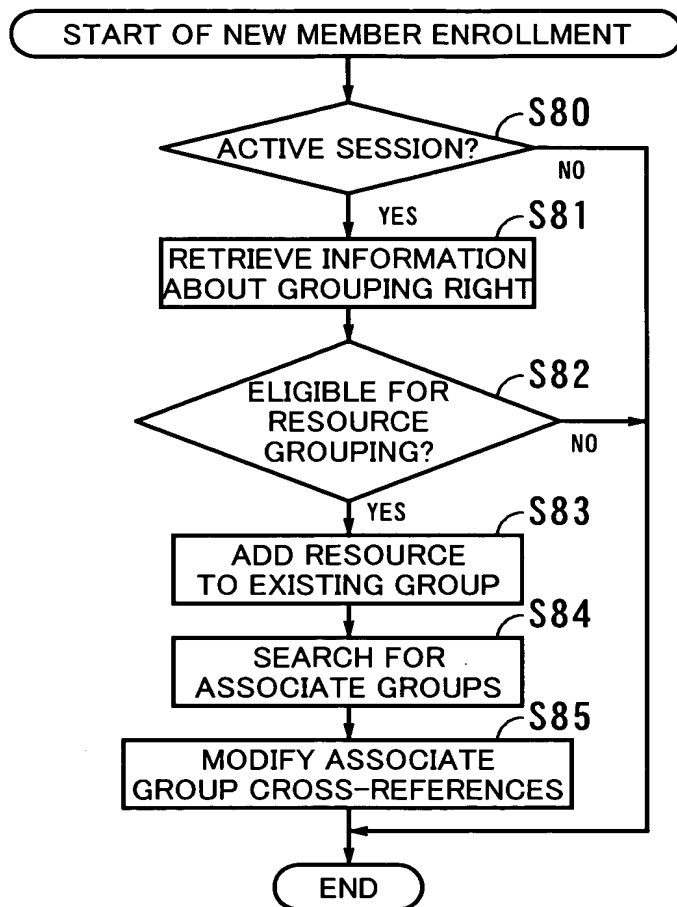 START OF NEW MEMBER ENROLLMENT
S80
ACTIVE SESSION?
NO
YES
S81
RETRIEVE INFORMATION
ABOUT GROUPING RIGHT
S82
ELIGIBLE FOR
RESOURCE
GROUPING?
NO
YES
S83
ADD RESOURCE
TO EXISTING GROUP
S84
SEARCH FOR
ASSOCIATE GROUPS
S85
MODIFY ASSOCIATE
GROUP CROSS-REFERENCES
END